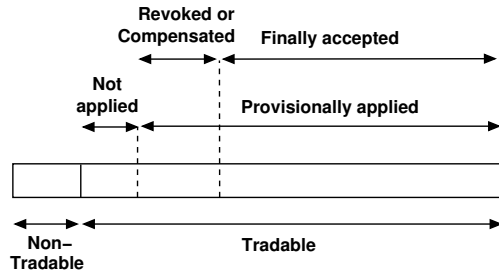 Revoked or
Compensated
Finally accepted
Not
applied
Provisionally applied
Non−
Tradable
Tradable